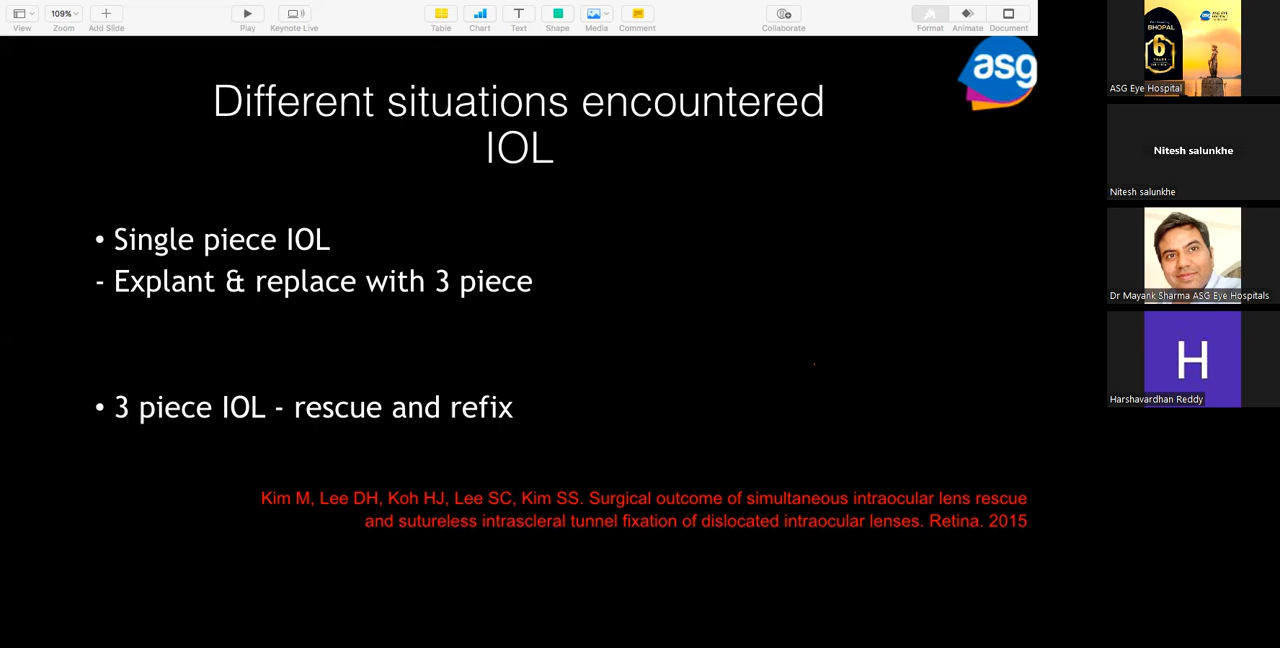 View
109%
Zoom
Add Slide
Play
Keynote Live
Table
Chart
Text
Shape
Media
Comment
Collaborate
Format
Animate
Document
asg
Different situations encountered
IOL
• Single piece IOL
- Explant & replace with 3 piece
• 3 piece IOL - rescue and refix
Kim M, Lee DH, Koh HJ, Lee SC, Kim SS. Surgical outcome of simultaneous intraocular lens rescue
and sutureless intrascleral tunnel fixation of dislocated intraocular lenses. Retina. 2015
BHOPAL
6
ASG Eye Hospital
Nitesh salunkhe
Nitesh salunkhe
Dr Mayank Sharma ASG Eye Hospitals
H
Harshavardhan Reddy